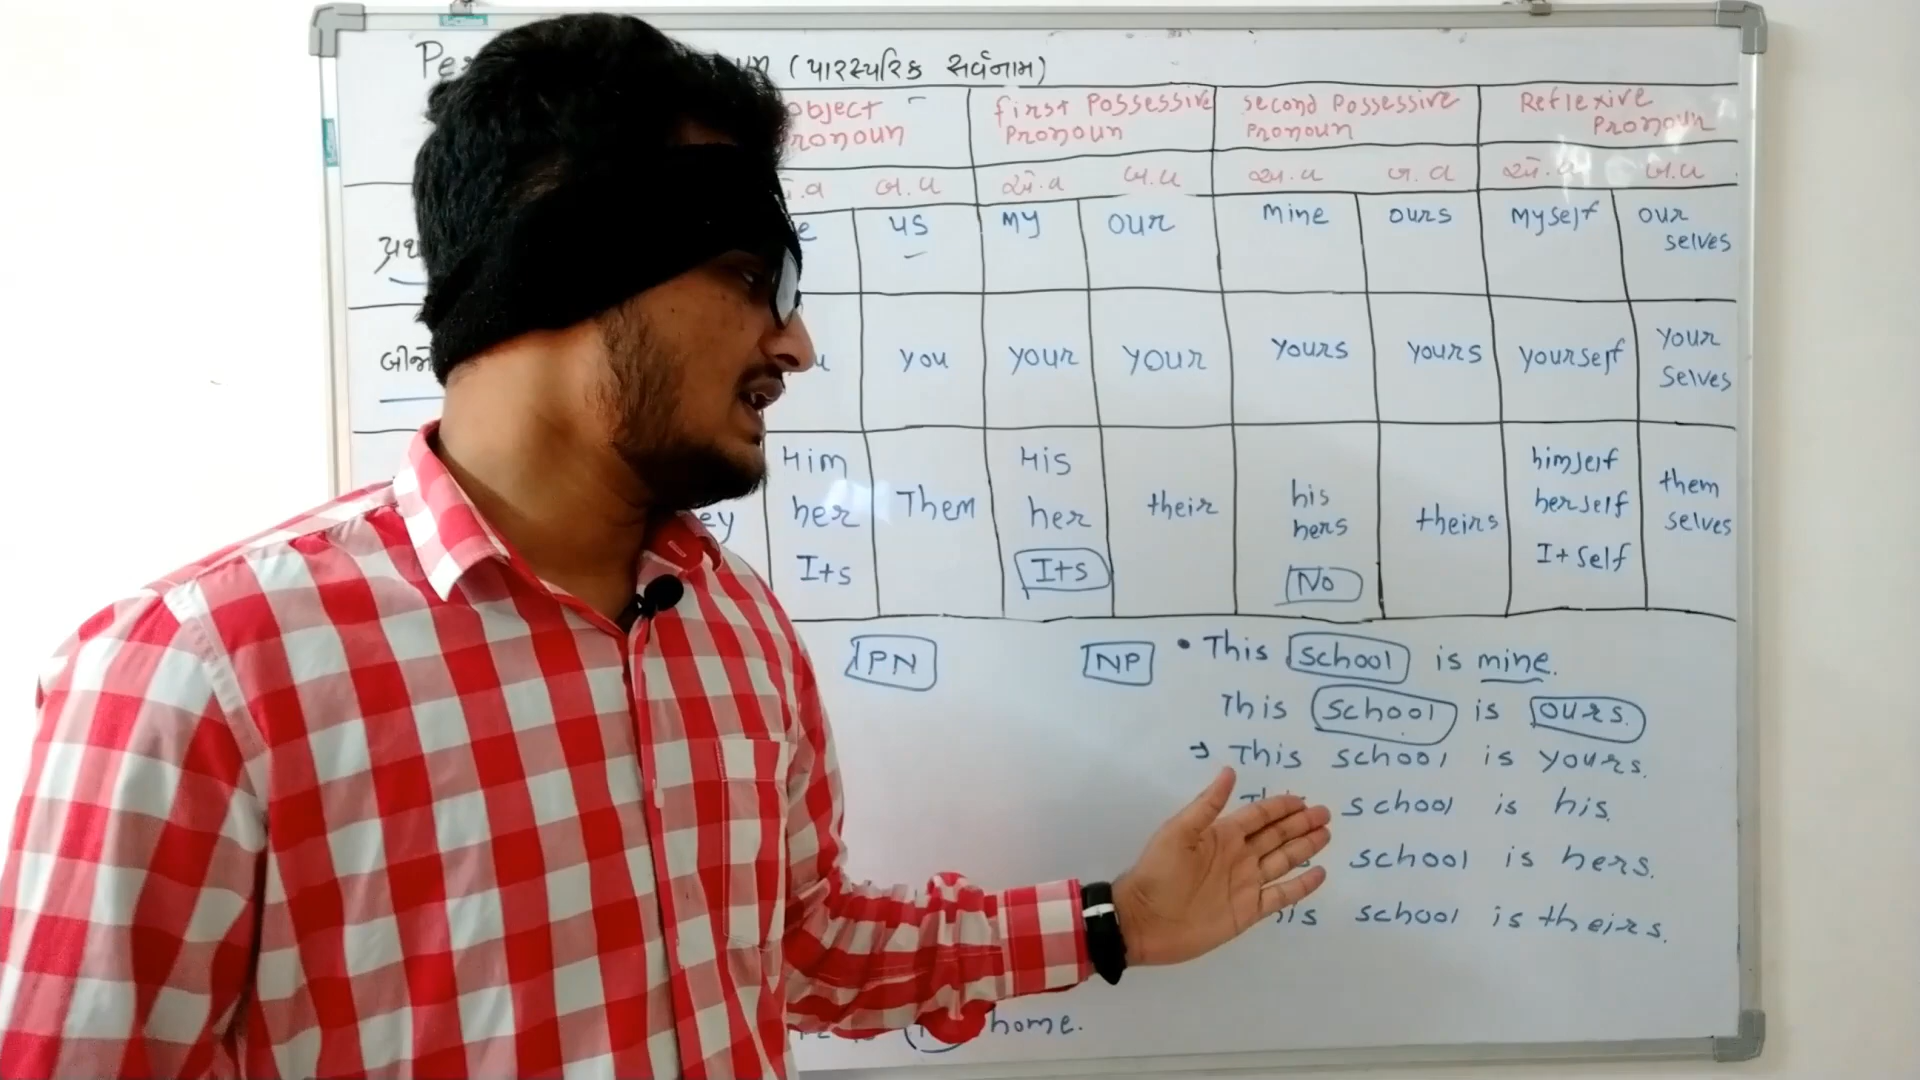 (પારસ્પરિક સર્વનામ)
object
first Possessive
Pronoun
Second Possessive
Pronoun
Reflexive
Pronoun
બ.વ
એ.વ
બ.વ
એ.વ
બ.વ
બ.વ
us
my
our
mine
ours
myself
our
selves
you
your
your
yours
yours
yourself
your
selves
Him
her
Its
Them
His
her
Its
their
his
hers
No
theirs
himself
herself
Itself
them
selves
PN
NP
• This school is mine.
This school is ours.
→ This school is yours.
school is his.
school is hers.
school is theirs.
home.